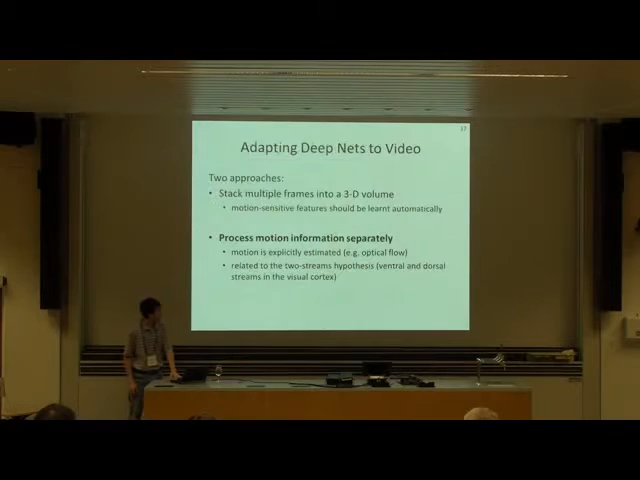 Adapting Deep Nets to Video
Two approaches:
• Stack multiple frames into a 3-D volume
• motion-sensitive features should be learnt automatically
• Process motion information separately
• motion is explicitly estimated (e.g. optical flow)
• related to the two-streams hypothesis (ventral and dorsal
streams in the visual cortex)